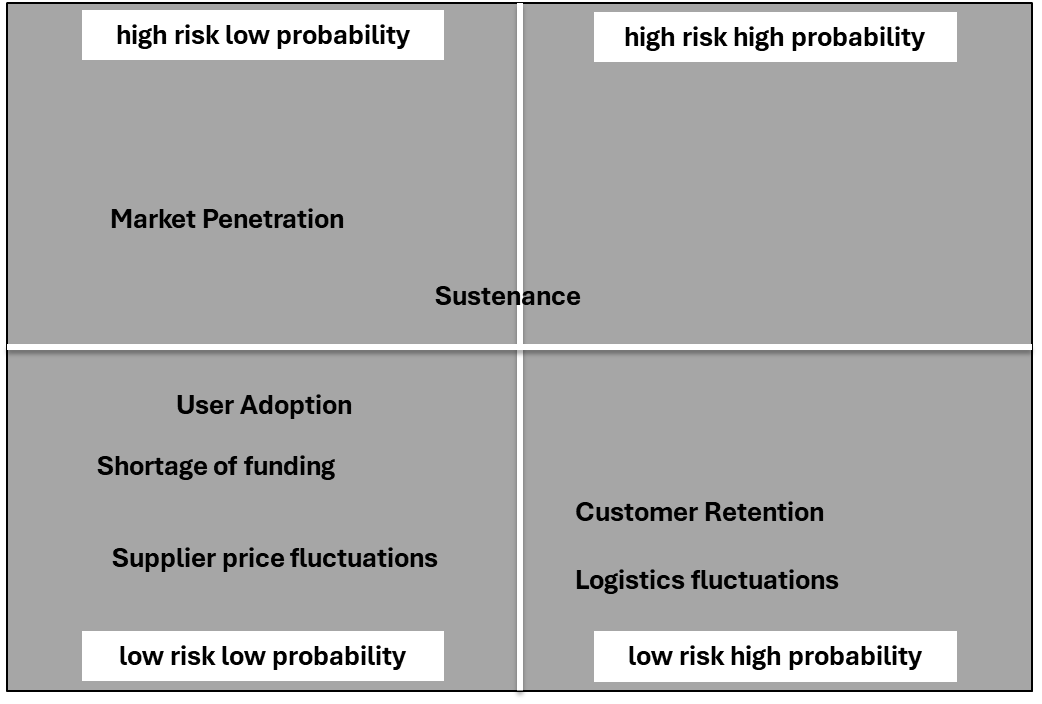 high risk low probability
high risk high probability
Market Penetration
Sustenance
User Adoption
Shortage of funding
Customer Retention
Supplier price fluctuations
Logistics fluctuations
low risk low probability
low risk high probability